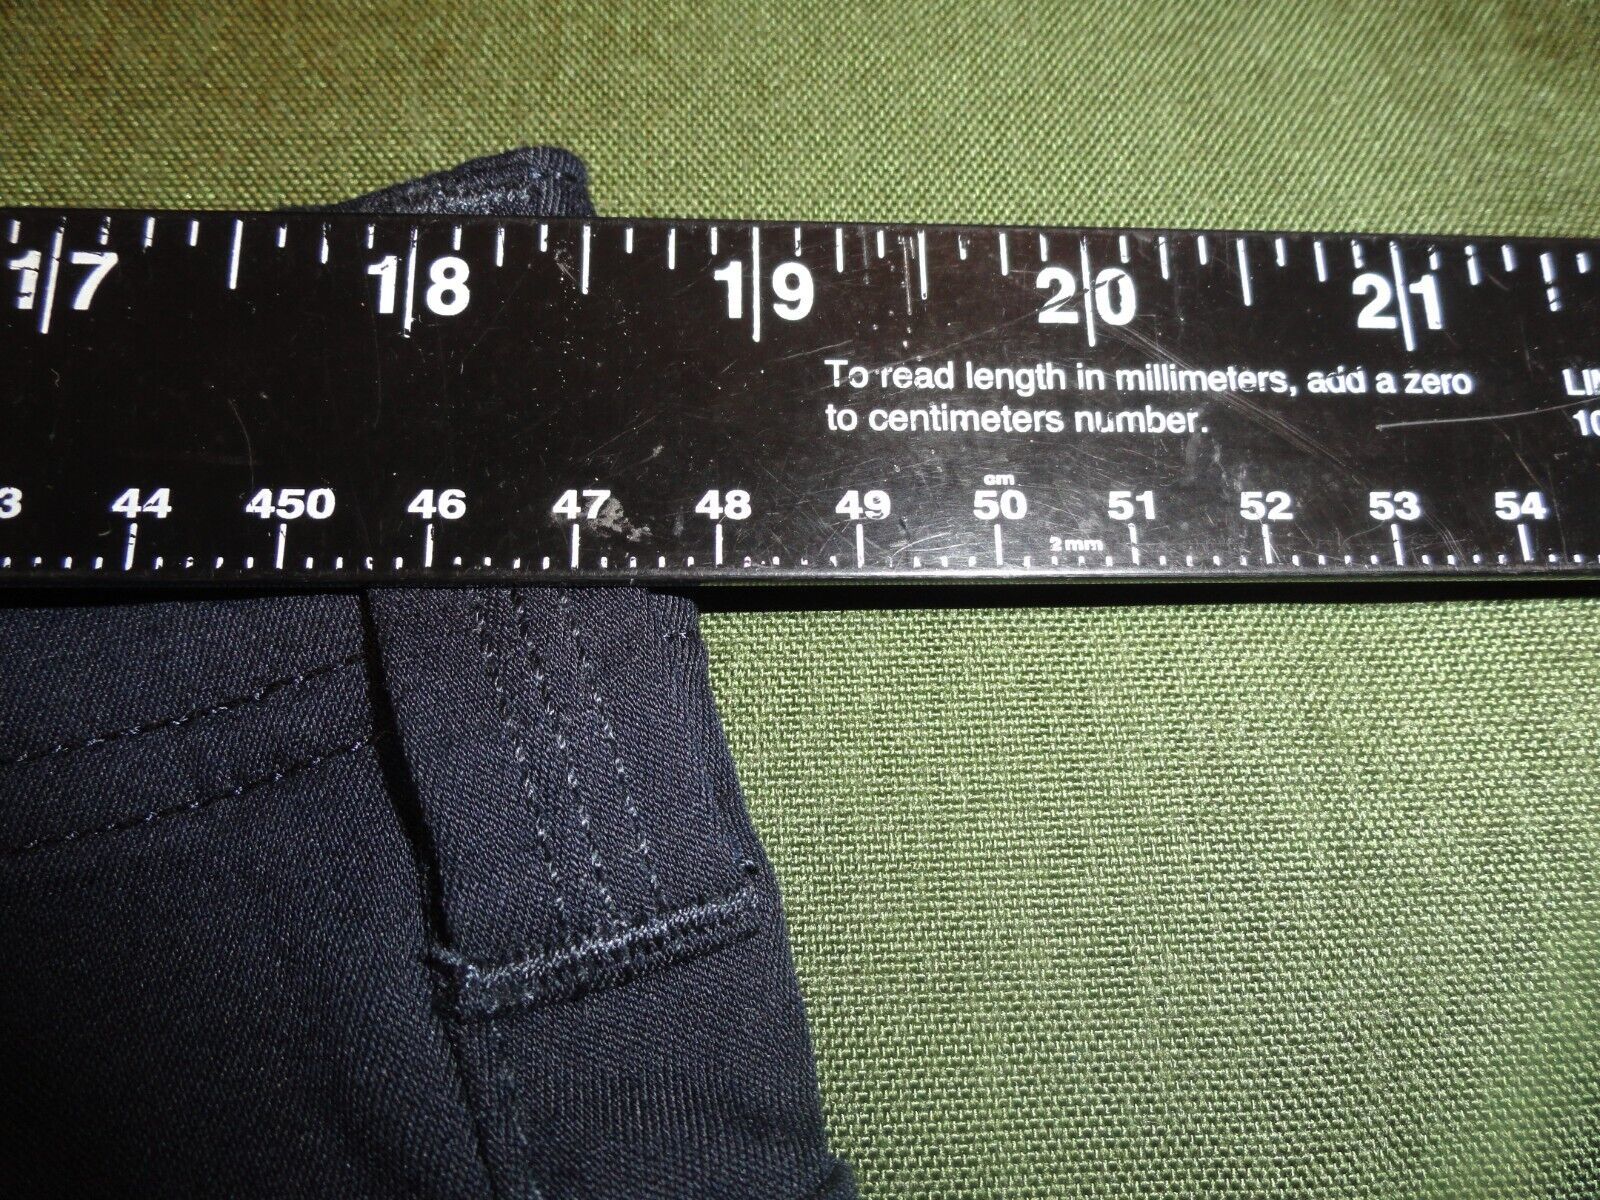 17 18 19 20 21
To read length in millimeters, add a zero
to centimeters number.
cm
3 44 450 46 47 48 49 50 51 52 53 54
2 mm